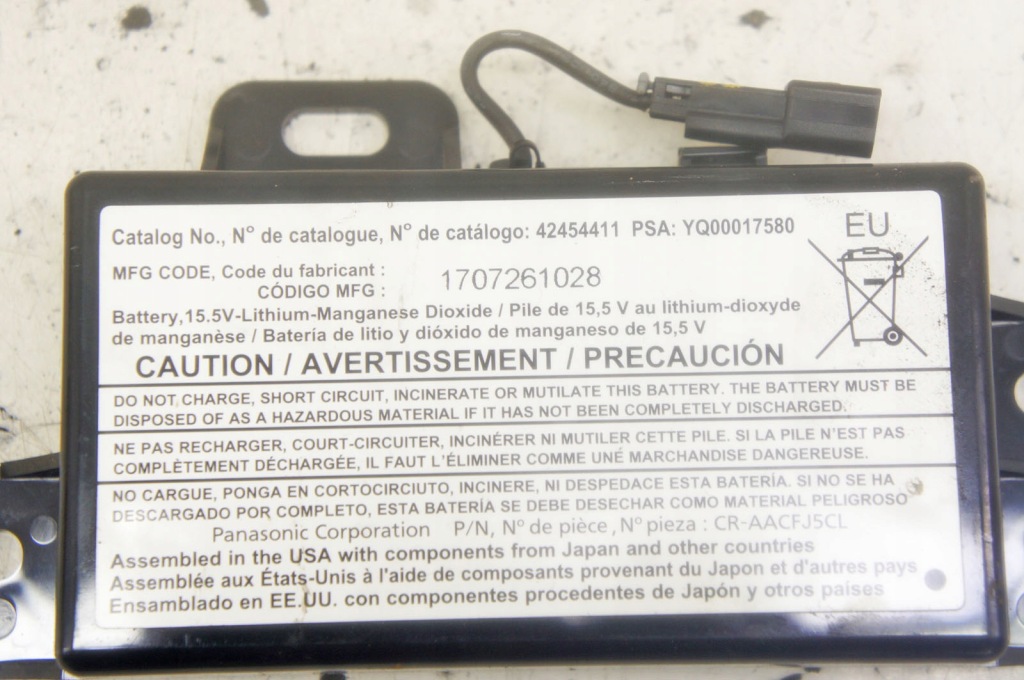 Catalog No., N° de catalogue, N° de catálogo: 42454411 PSA: YQ00017580
EU
MFG CODE, Code du fabricant :
CÓDIGO MFG :
1707261028
Battery,15.5V-Lithium-Manganese Dioxide / Pile de 15,5 V au lithium-dioxyde
de manganèse / Batería de litio y dióxido de manganeso de 15,5 V
CAUTION / AVERTISSEMENT / PRECAUCIÓN
DO NOT CHARGE, SHORT CIRCUIT, INCINERATE OR MUTILATE THIS BATTERY. THE BATTERY MUST BE
DISPOSED OF AS A HAZARDOUS MATERIAL IF IT HAS NOT BEEN COMPLETELY DISCHARGED.
NE PAS RECHARGER, COURT-CIRCUITER, INCINÉRER NI MUTILER CETTE PILE. SI LA PILE N'EST PAS
COMPLÈTEMENT DÉCHARGÉE, IL FAUT L'ÉLIMINER COMME UNE MARCHANDISE DANGEREUSE.
NO CARGUE, PONGA EN CORTOCIRCIUTO, INCINERE, NI DESPEDACE ESTA BATERÍA. SI NO SE HA
DESCARGADO POR COMPLETO, ESTA BATERÍA SE DEBE DESECHAR COMO MATERIAL PELIGROSO
Panasonic Corporation P/N, N° de pièce, N° pieza : CR-AACFJ5CL
Assembled in the USA with components from Japan and other countries
Assemblée aux États-Unis à l'aide de composants provenant du Japon et d'autres pays
Ensamblado en EE.UU. con componentes procedentes de Japón y otros países